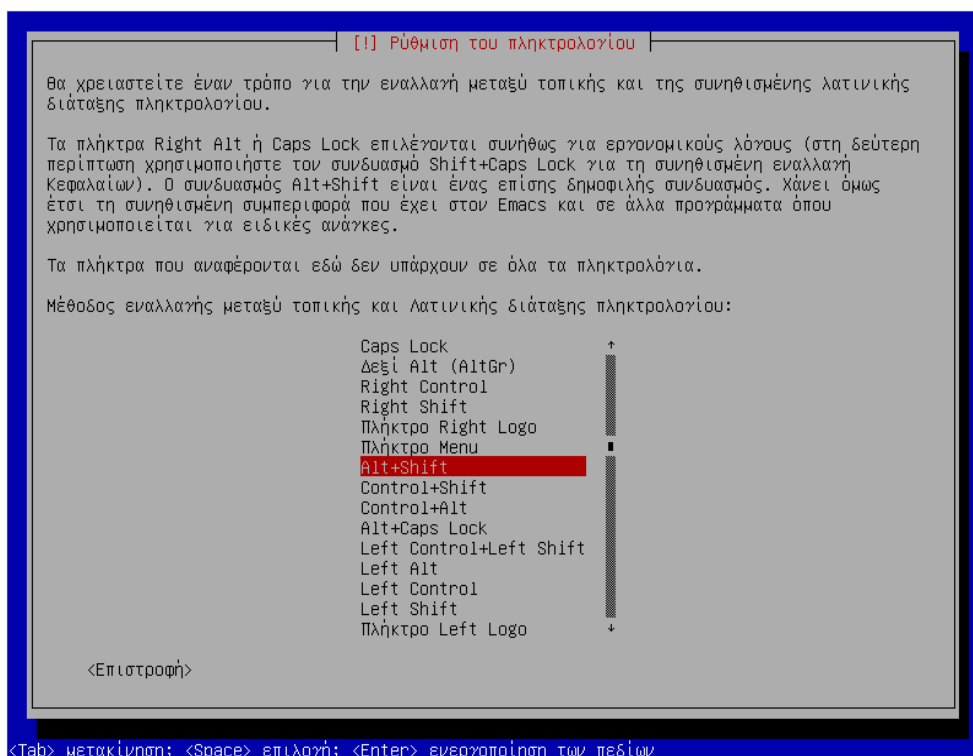 [!] Ρύθμιση του πληκτρολογίου
Θα χρειαστείτε έναν τρόπο για την εναλλαγή μεταξύ τοπικής και της συνηθισμένης λατινικής
διάταξης πληκτρολογίου.
Τα πλήκτρα Right Alt ή Caps Lock επιλέγονται συνήθως για εργονομικούς λόγους (στη δεύτερη
περίπτωση χρησιμοποιήστε τον συνδυασμό Shift+Caps Lock για τη συνηθισμένη εναλλαγή
Κεφαλαίων). Ο συνδυασμός Alt+Shift είναι ένας επίσης δημοφιλής συνδυασμός. Χάνει όμως
έτσι τη συνηθισμένη συμπεριφορά που έχει στον Emacs και σε άλλα προγράμματα όπου
χρησιμοποιείται για ειδικές ανάγκες.
Τα πλήκτρα που αναφέρονται εδώ δεν υπάρχουν σε όλα τα πληκτρολόγια.
Μέθοδος εναλλαγής μεταξύ τοπικής και Λατινικής διάταξης πληκτρολογίου:
Caps Lock
Δεξί Alt (AltGr)
Right Control
Right Shift
Πλήκτρο Right Logo
Πλήκτρο Menu
Alt+Shift
Control+Shift
Control+Alt
Alt+Caps Lock
Left Control+Left Shift
Left Alt
Left Control
Left Shift
Πλήκτρο Left Logo
<Επιστροφή>
<Tab> μετακίνηση; <Space> επιλογή; <Enter> ενεργοποίηση των πεδίων